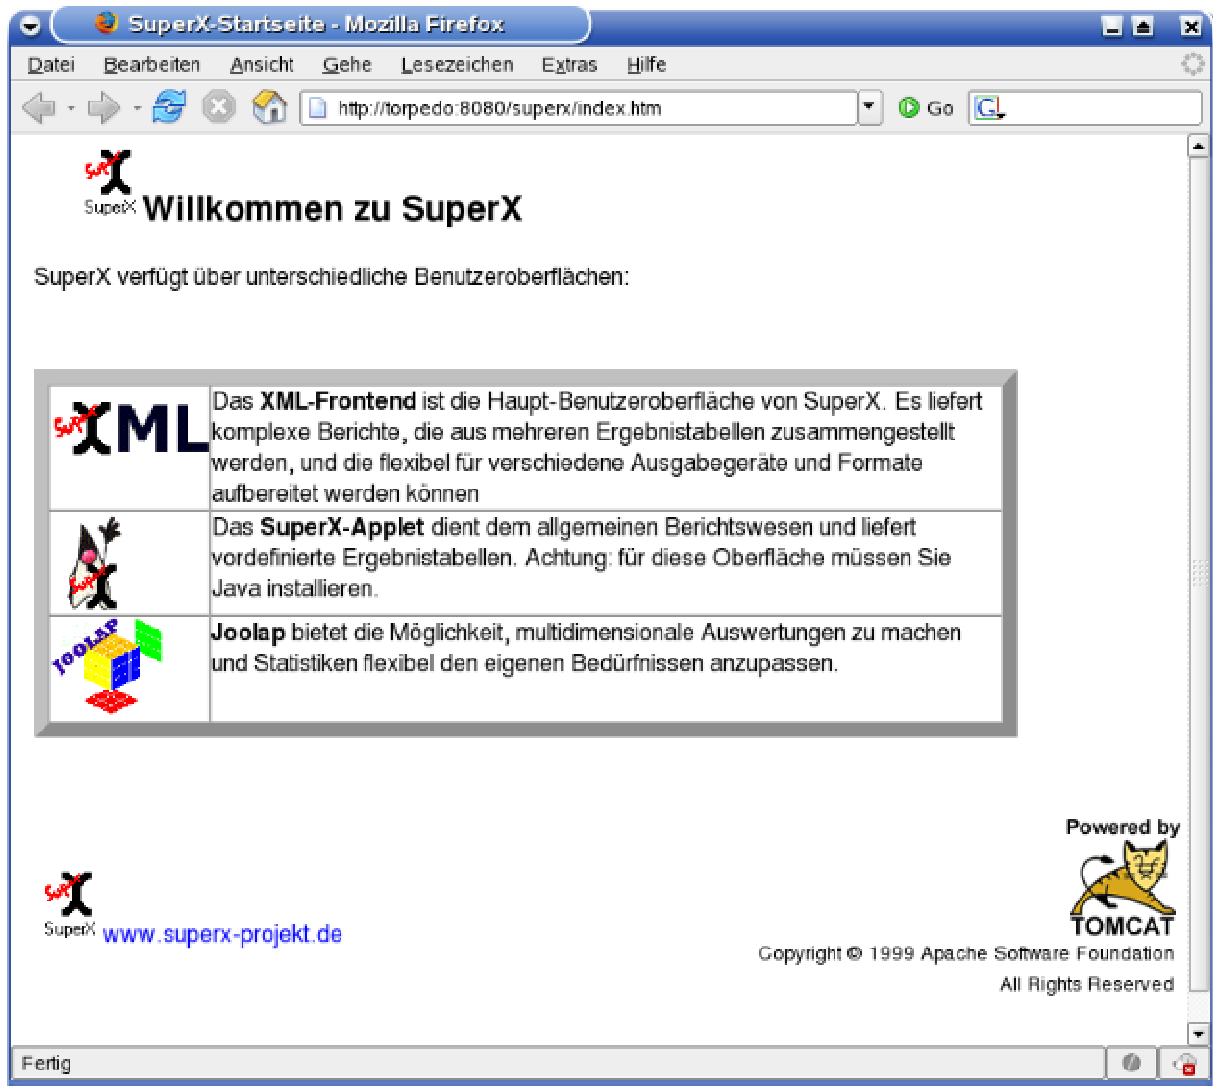 SuperX-Startseite - Mozilla Firefox
Datei Bearbeiten Ansicht Gehe Lesezeichen Extras Hilfe
http://torpedo:8080/superx/index.htm Go G
SuperX
SuperX Willkommen zu SuperX
SuperX verfügt über unterschiedliche Benutzeroberflächen:
SuperXML
Das XML-Frontend ist die Haupt-Benutzeroberfläche von SuperX. Es liefert
komplexe Berichte, die aus mehreren Ergebnistabellen zusammengestellt
werden, und die flexibel für verschiedene Ausgabegeräte und Formate
aufbereitet werden können
SuperX
Das SuperX-Applet dient dem allgemeinen Berichtswesen und liefert
vordefinierte Ergebnistabellen. Achtung: für diese Oberfläche müssen Sie
Java installieren.
JOOLAP
Joolap bietet die Möglichkeit, multidimensionale Auswertungen zu machen
und Statistiken flexibel den eigenen Bedürfnissen anzupassen.
Powered by
TOMCAT
SuperX
SuperX www.superx-projekt.de
Copyright © 1999 Apache Software Foundation
All Rights Reserved
Fertig